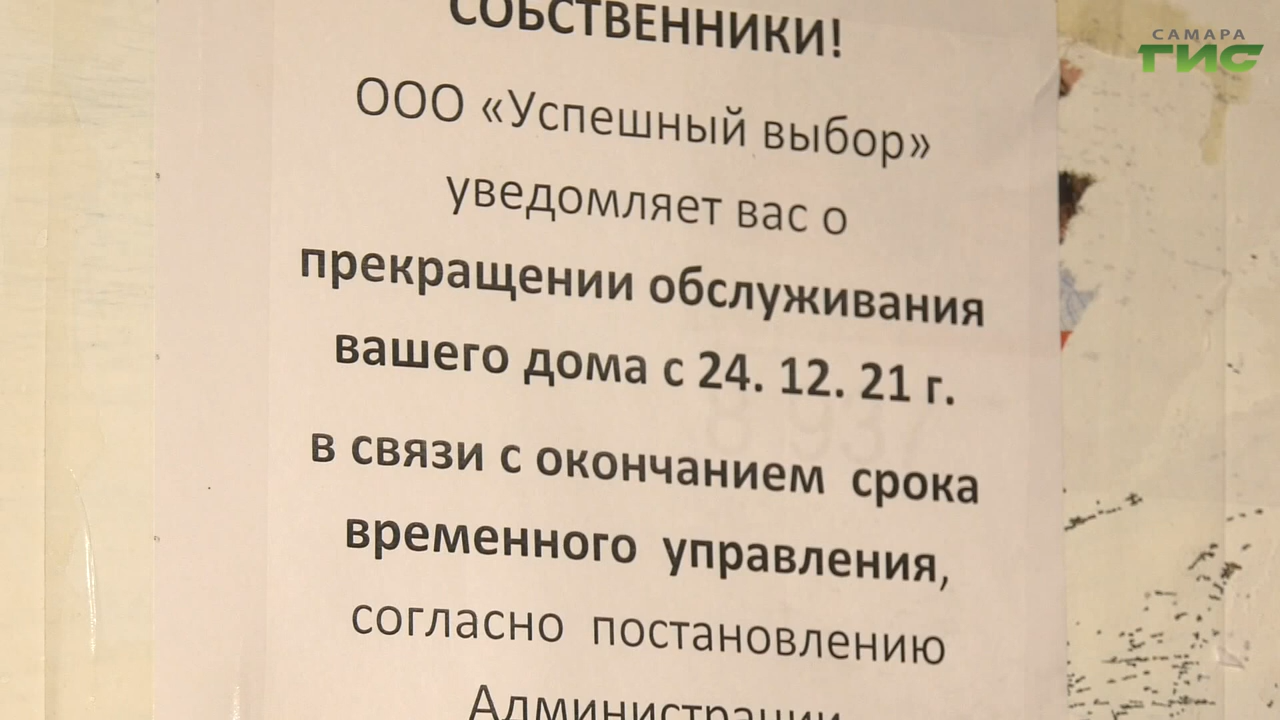 СОБСТВЕННИКИ!
САМАРА
ГИС
ООО «Успешный выбор»
уведомляет вас о
прекращении обслуживания
вашего дома с 24. 12. 21 г.
в связи с окончанием срока
временного управления,
согласно постановлению
Администрации